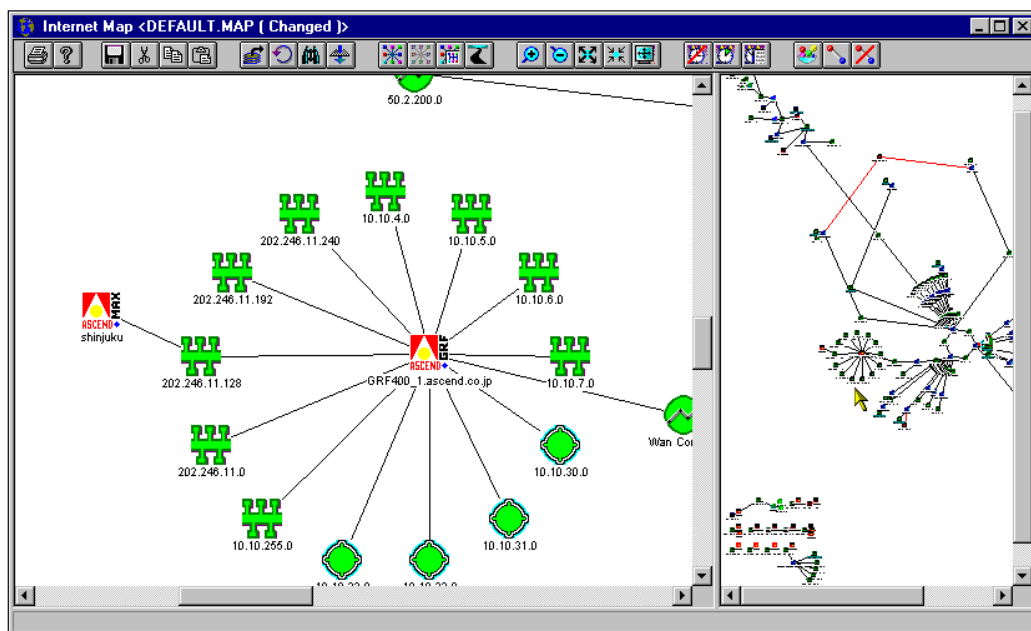 Internet Map <DEFAULT.MAP ( Changed )>
50.2.200.0
10.10.4.0
202.246.11.240
10.10.5.0
10.10.6.0
202.246.11.192
MAX
ASCEND
shinjuku
GRF
ASCEND
GRF400_1.ascend.co.jp
202.246.11.128
10.10.7.0
Wan Co
10.10.30.0
202.246.11.0
10.10.31.0
10.10.255.0